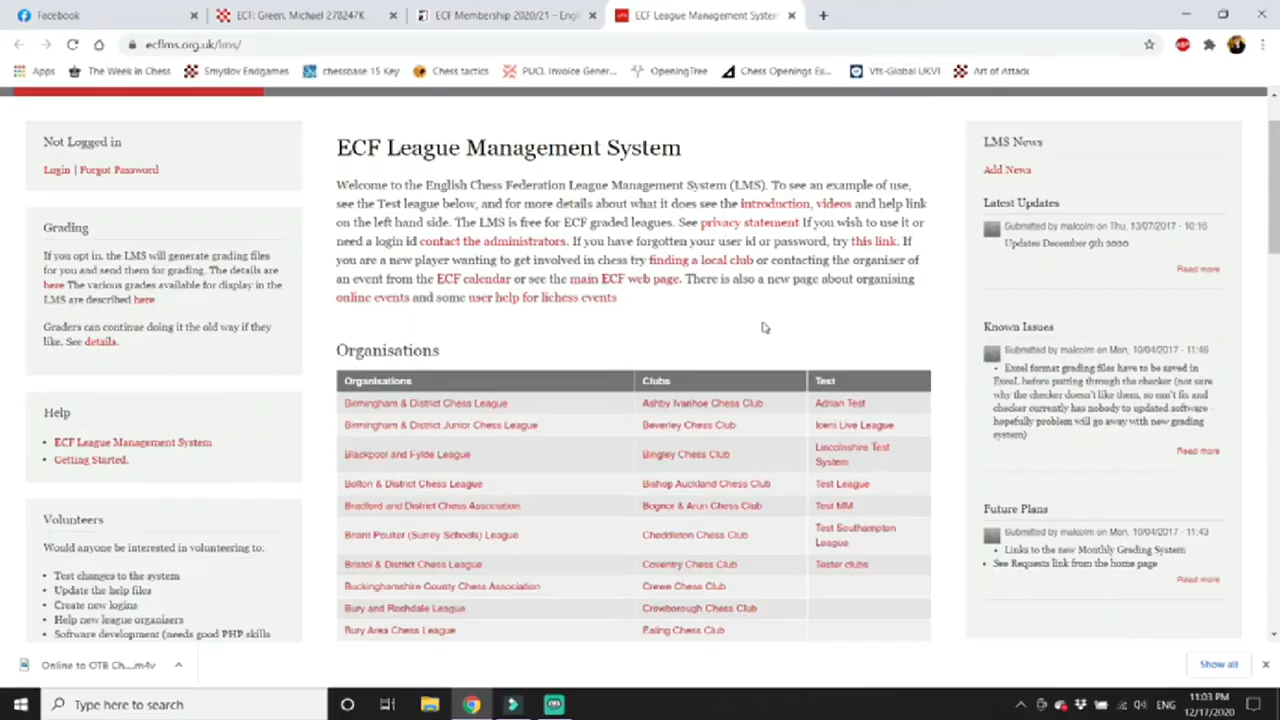 Facebook
ECF: Green, Michael 278247K
ECF Membership 2020/21 - Engl
ECF League Management System
ecflms.org.uk/lms/
Apps
The Week in Chess
Smyslov Endgames
chessbase 15 Key
Chess tactics
PUCL Invoice Gener...
OpeningTree
Chess Openings Ex...
Vfs-Global UKVI
Art of Attack
Not Logged in
Login | Forgot Password
Grading
If you opt in, the LMS will generate grading files
for you and send them for grading. The details are
here The various grades available for display in the
LMS are described here
Graders can continue doing it the old way if they
like. See details.
Help
• ECF League Management System
• Getting Started.
Volunteers
Would anyone be interested in volunteering to:
• Test changes to the system
• Update the help files
• Create new logins
• Help new league organisers
• Software development (needs good PHP skills
ECF League Management System
Welcome to the English Chess Federation League Management System (LMS). To see an example of use,
see the Test league below, and for more details about what it does see the introduction, videos and help link
on the left hand side. The LMS is free for ECF graded leagues. See privacy statement If you wish to use it or
need a login id contact the administrators. If you have forgotten your user id or password, try this link. If
you are a new player wanting to get involved in chess try finding a local club or contacting the organiser of
an event from the ECF calendar or see the main ECF web page. There is also a new page about organising
online events and some user help for lichess events
Organisations
Organisations Clubs Test
Birmingham & District Chess League Ashby Ivanhoe Chess Club Adrian Test
Birmingham & District Junior Chess League Beverley Chess Club Iceni Live League
Blackpool and Fylde League Bingley Chess Club Lincolnshire Test
System
Bolton & District Chess League Bishop Auckland Chess Club Test League
Bradford and District Chess Association Bognor & Arun Chess Club Test MM
Briant Poulter (Surrey Schools) League Cheddleton Chess Club Test Southampton
League
Bristol & District Chess League Coventry Chess Club Tester clubs
Buckinghamshire County Chess Association Crewe Chess Club
Bury and Rochdale League Crowborough Chess Club
Bury Area Chess League Ealing Chess Club
LMS News
Add News
Latest Updates
Submitted by malcolm on Thu, 13/07/2017 - 10:16
Updates December 9th 2020
Read more
Known Issues
Submitted by malcolm on Mon, 10/04/2017 - 11:46
• Excel format grading files have to be saved in
Excel before putting through the checker (not sure
why the checker doesn't like them, so can't fix and
checker currently has nobody to updated software -
hopefully problem will go away with new grading
system)
Read more
Future Plans
Submitted by malcolm on Mon, 10/04/2017 - 11:43
• Links to the new Monthly Grading System
• See Requests link from the home page
Read more
Online to OTB Ch....m4v
Show all
Type here to search
ENG
11:03 PM
12/17/2020